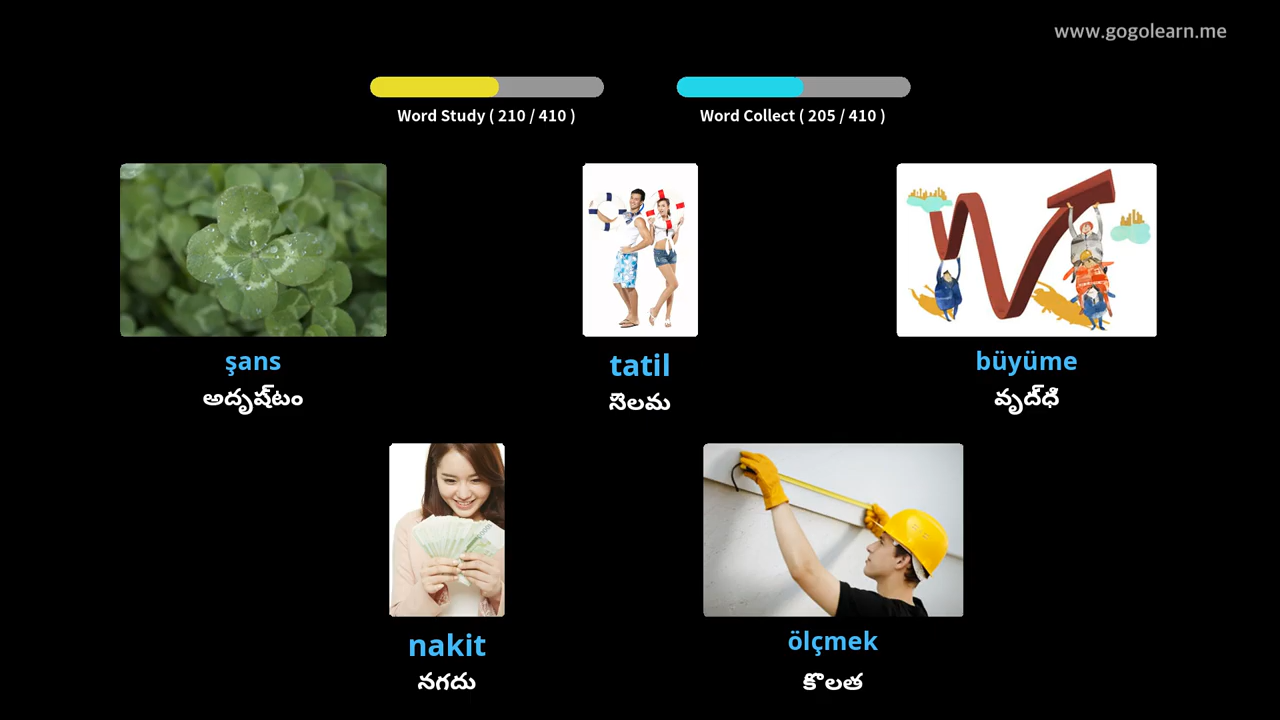 www.gogolearn.me
Word Study ( 210 / 410 )
Word Collect ( 205 / 410 )
şans
అదృష్టం
tatil
సెలవు
büyüme
వృద్ధి
nakit
నగదు
ölçmek
కొలత